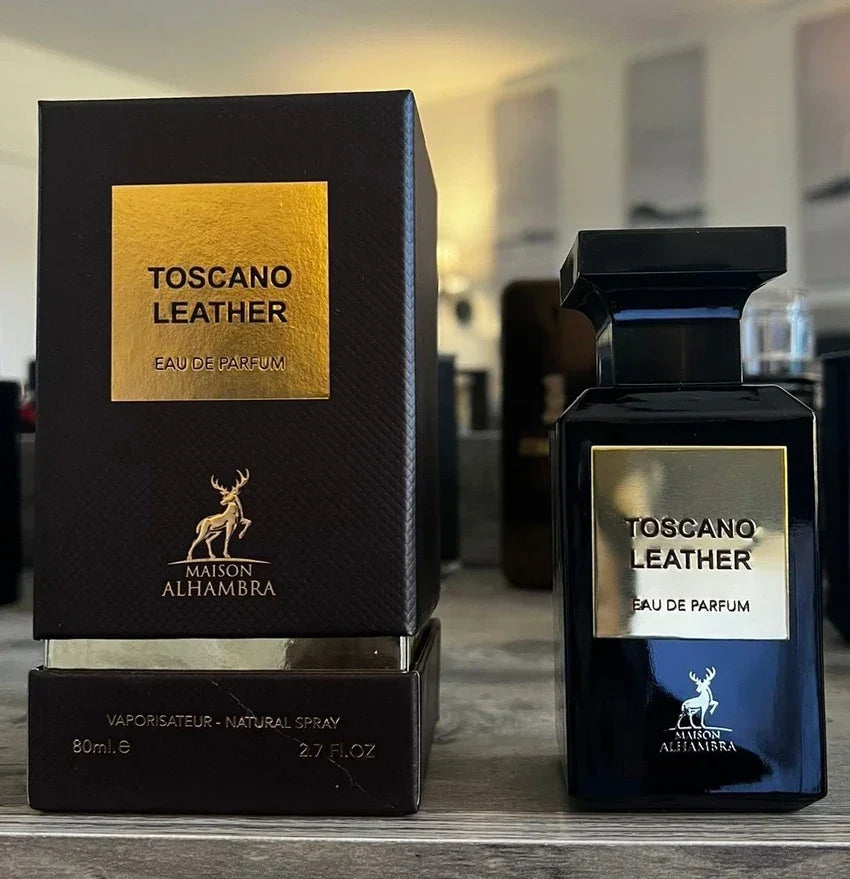 TOSCANO
LEATHER
EAU DE PARFUM
MAISON
ALHAMBRA
VAPORISATEUR - NATURAL SPRAY
80ml.e 2.7 Fl.OZ
TOSCANO
LEATHER
EAU DE PARFUM
MAISON
ALHAMBRA